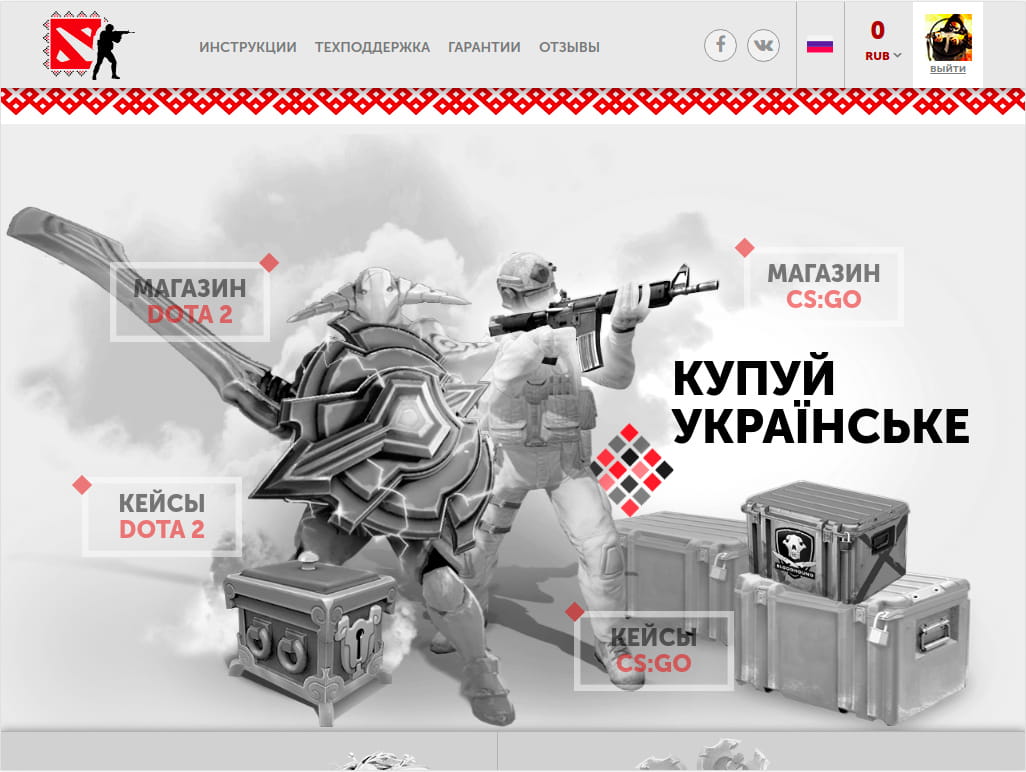 ИНСТРУКЦИИ ТЕХПОДДЕРЖКА ГАРАНТИИ ОТЗЫВЫ
0
RUB
ВЫЙТИ
МАГАЗИН
DOTA 2
МАГАЗИН
CS:GO
КУПУЙ
УКРАЇНСЬКЕ
КЕЙСЫ
DOTA 2
BLOODHOUND
КЕЙСЫ
CS:GO